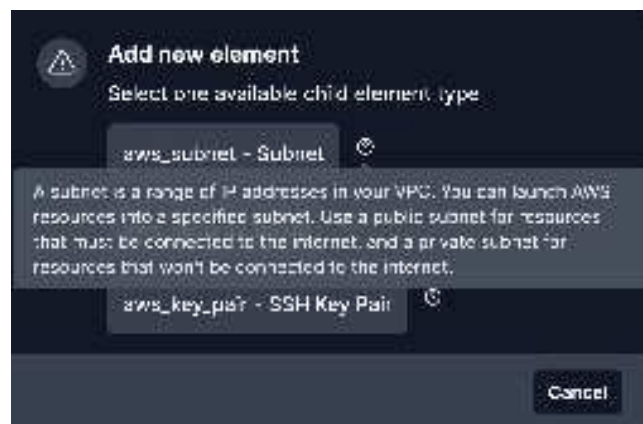 Add new element
Select one available child element type
aws_subnet - Subnet
A subnet is a range of IP addresses in your VPC. You can launch AWS
resources into a specified subnet. Use a public subnet for resources
that must be connected to the internet, and a private subnet for
resources that won't be connected to the internet.
aws_key_pair - SSH Key Pair
Cancel